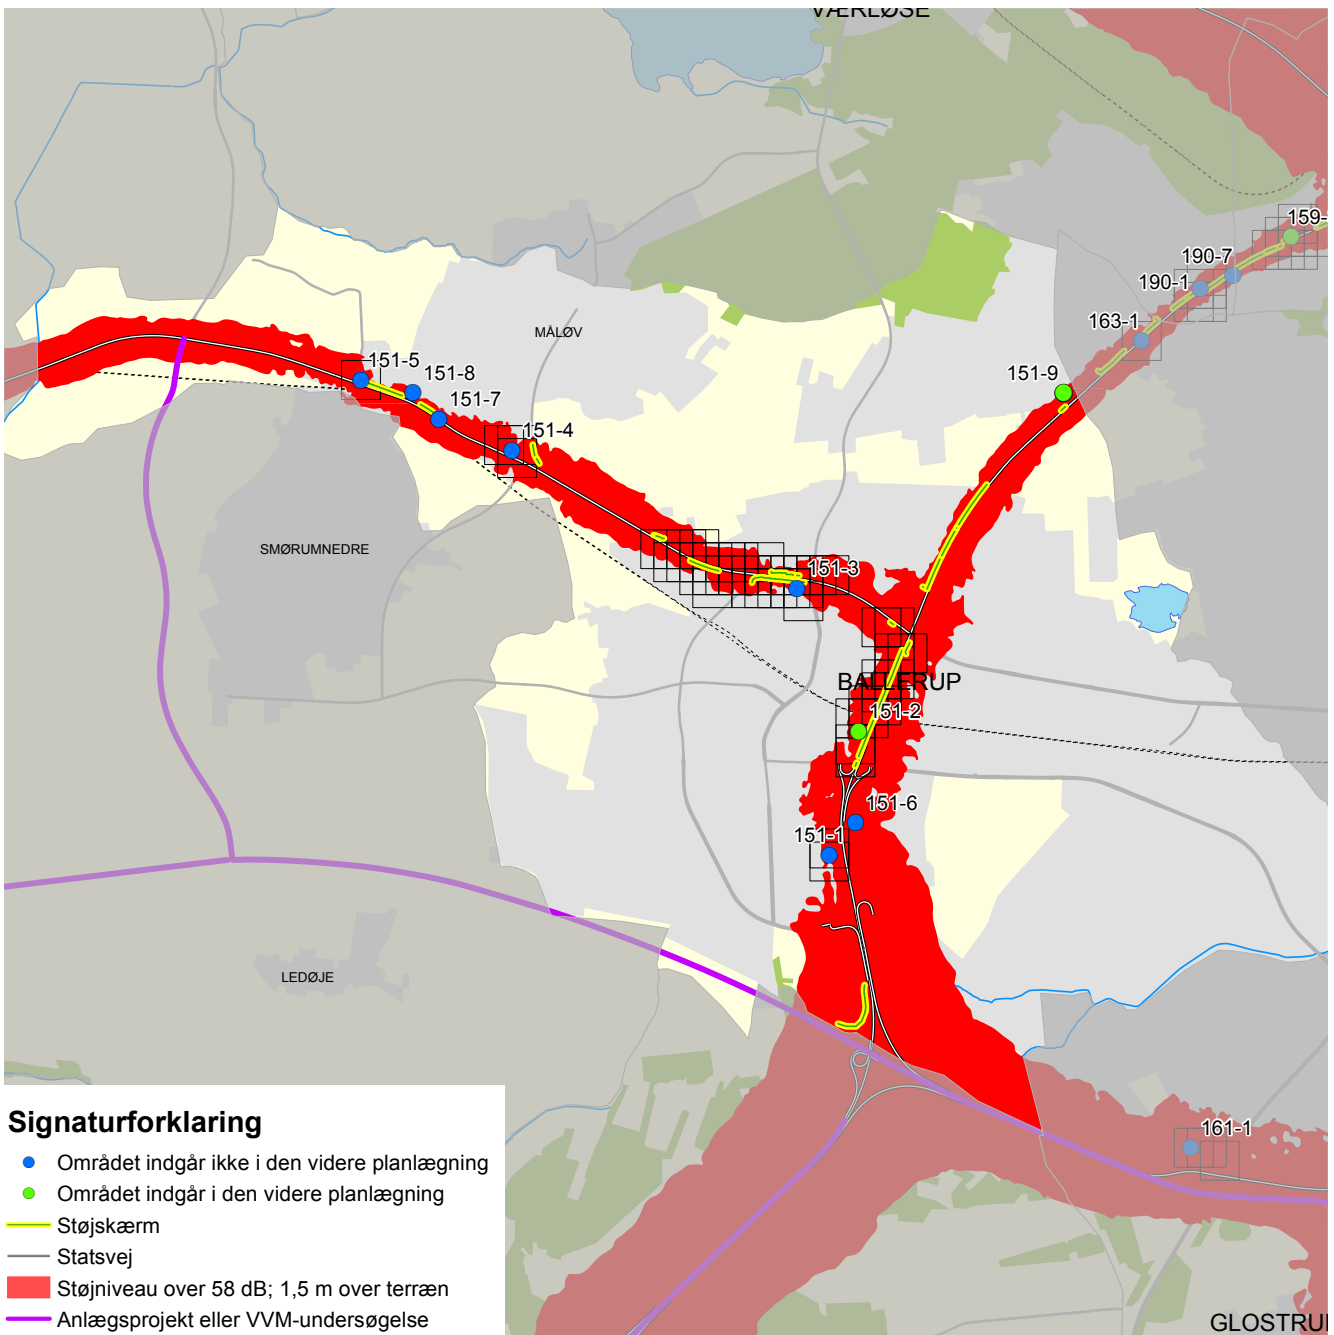 VÆRLØSE
159-
190-7
190-1
163-1
MÅLØV
151-5
151-8
151-9
151-7
151-4
SMØRUMNEDRE
151-3
BALLERUP
151-2
151-6
151-1
LEDØJE
161-1
GLOSTRU
Signaturforklaring
Området indgår ikke i den videre planlægning
Området indgår i den videre planlægning
Støjskærm
Statsvej
Støjniveau over 58 dB; 1,5 m over terræn
Anlægsprojekt eller VVM-undersøgelse